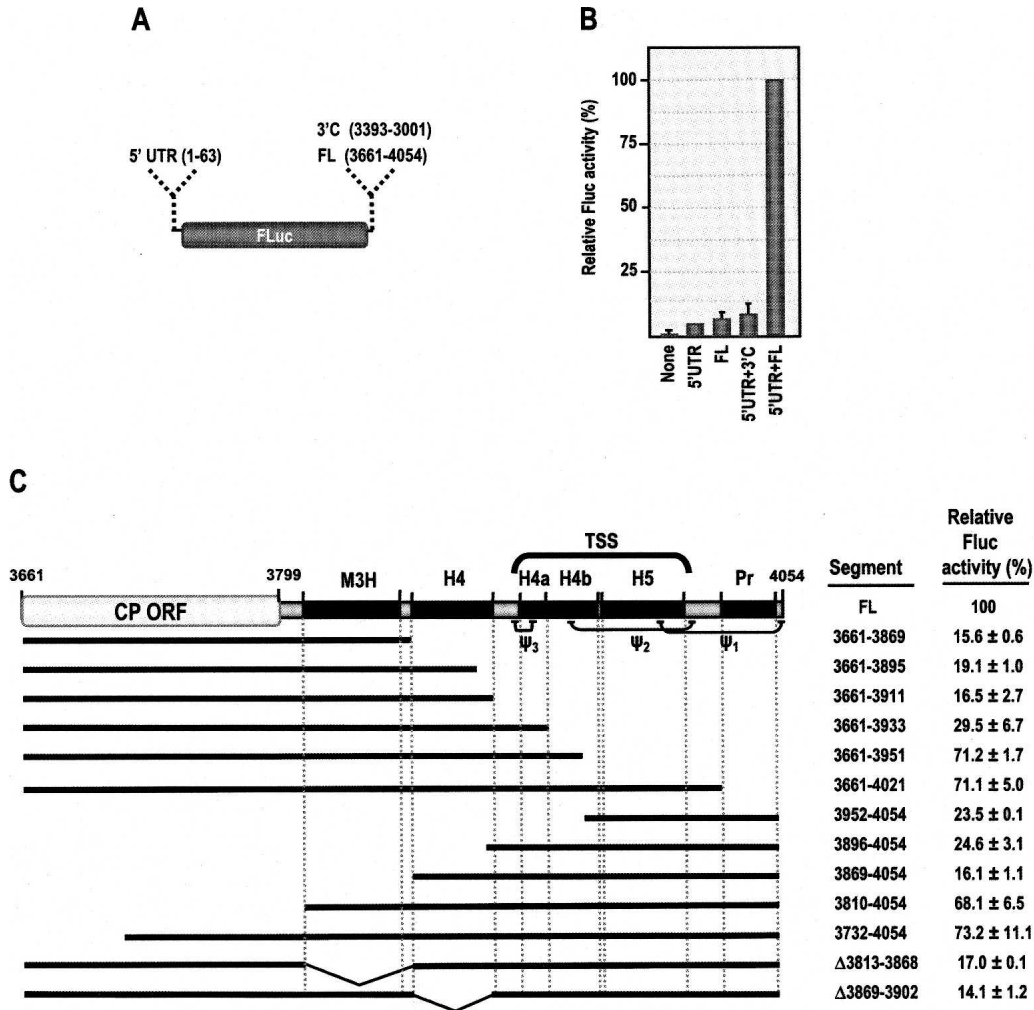 A
3'C (3393-3001)
5' UTR (1-63)
FL (3661-4054)
FLuc
B
Relative Fluc activity (%)
100
75
50
25
None
5'UTR
FL
5'UTR+3'C
5'UTR+FL
C
TSS
3661
3799
M3H
H4
H4a
H4b
H5
Pr
4054
CP ORF
Ψ3
Ψ2
Ψ1
Segment
Relative
Fluc
activity (%)
FL 100
3661-3869 15.6 ± 0.6
3661-3895 19.1 ± 1.0
3661-3911 16.5 ± 2.7
3661-3933 29.5 ± 6.7
3661-3951 71.2 ± 1.7
3661-4021 71.1 ± 5.0
3952-4054 23.5 ± 0.1
3896-4054 24.6 ± 3.1
3869-4054 16.1 ± 1.1
3810-4054 68.1 ± 6.5
3732-4054 73.2 ± 11.1
Δ3813-3868 17.0 ± 0.1
Δ3869-3902 14.1 ± 1.2